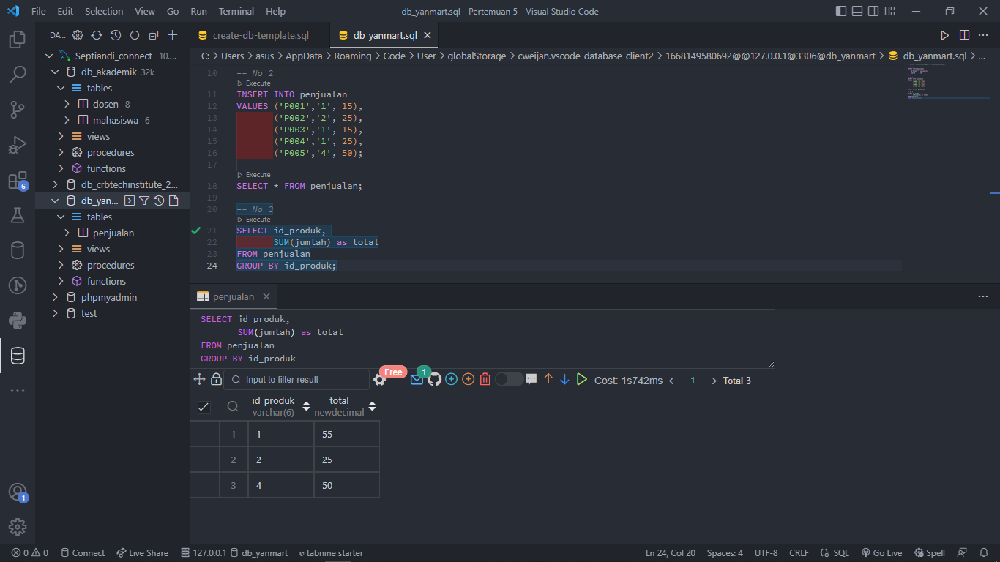 File Edit Selection View Go Run Terminal Help
db_yanmart.sql - Pertemuan 5 - Visual Studio Code
DA...
Septiandi_connect 10....
db_akademik 32k
tables
dosen 8
mahasiswa 6
views
procedures
functions
db_crbtechinstitute_2...
db_yan...
tables
penjualan
views
procedures
functions
phpmyadmin
test
6
1
create-db-template.sql
db_yanmart.sql
C: > Users > asus > AppData > Roaming > Code > User > globalStorage > cweijan.vscode-database-client2 > 1668149580692@@127.0.0.1@3306@db_yanmart > db_yanmart.sql > ...
10 -- No 2
Execute
11 INSERT INTO penjualan
12 VALUES ('P001','1', 15),
13 ('P002','2', 25),
14 ('P003','1', 15),
15 ('P004','1', 25),
16 ('P005','4', 50);
17
Execute
18 SELECT * FROM penjualan;
19
20 -- No 3
Execute
21 SELECT id_produk,
22 SUM(jumlah) as total
23 FROM penjualan
24 GROUP BY id_produk;
penjualan
SELECT id_produk,
SUM(jumlah) as total
FROM penjualan
GROUP BY id_produk
Input to filter result
Free
1
Cost: 1s742ms < 1 > Total 3
id_produk total
varchar(6) newdecimal
1 1 55
2 2 25
3 4 50
0 0 Connect Live Share 127.0.0.1 db_yanmart tabnine starter
Ln 24, Col 20 Spaces: 4 UTF-8 CRLF SQL Go Live Spell